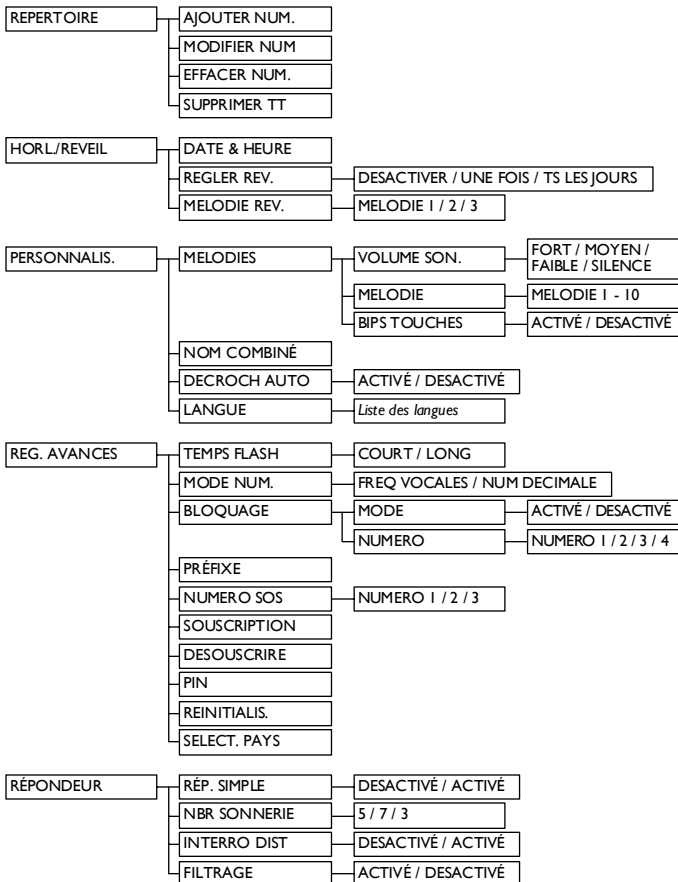 REPERTOIRE
AJOUTER NUM.
MODIFIER NUM
EFFACER NUM.
SUPPRIMER TT
HORL./REVEIL
DATE & HEURE
REGLER REV.
DESACTIVER / UNE FOIS / TS LES JOURS
MELODIE REV.
MELODIE 1 / 2 / 3
PERSONNALIS.
MELODIES
VOLUME SON.
FORT / MOYEN /
FAIBLE / SILENCE
MELODIE
MELODIE 1 - 10
BIPS TOUCHES
ACTIVÉ / DESACTIVÉ
NOM COMBINÉ
DECROCH AUTO
ACTIVÉ / DESACTIVÉ
LANGUE
Liste des langues
REG. AVANCES
TEMPS FLASH
COURT / LONG
MODE NUM.
FREQ VOCALES / NUM DECIMALE
BLOQUAGE
MODE
ACTIVÉ / DESACTIVÉ
NUMERO
NUMERO 1 / 2 / 3 / 4
PRÉFIXE
NUMERO SOS
NUMERO 1 / 2 / 3
SOUSCRIPTION
DESOUSCRIRE
PIN
REINITIALIS.
SELECT. PAYS
RÉPONDEUR
RÉP. SIMPLE
DESACTIVÉ / ACTIVÉ
NBR SONNERIE
5 / 7 / 3
INTERRO DIST
DESACTIVÉ / ACTIVÉ
FILTRAGE
ACTIVÉ / DESACTIVÉ